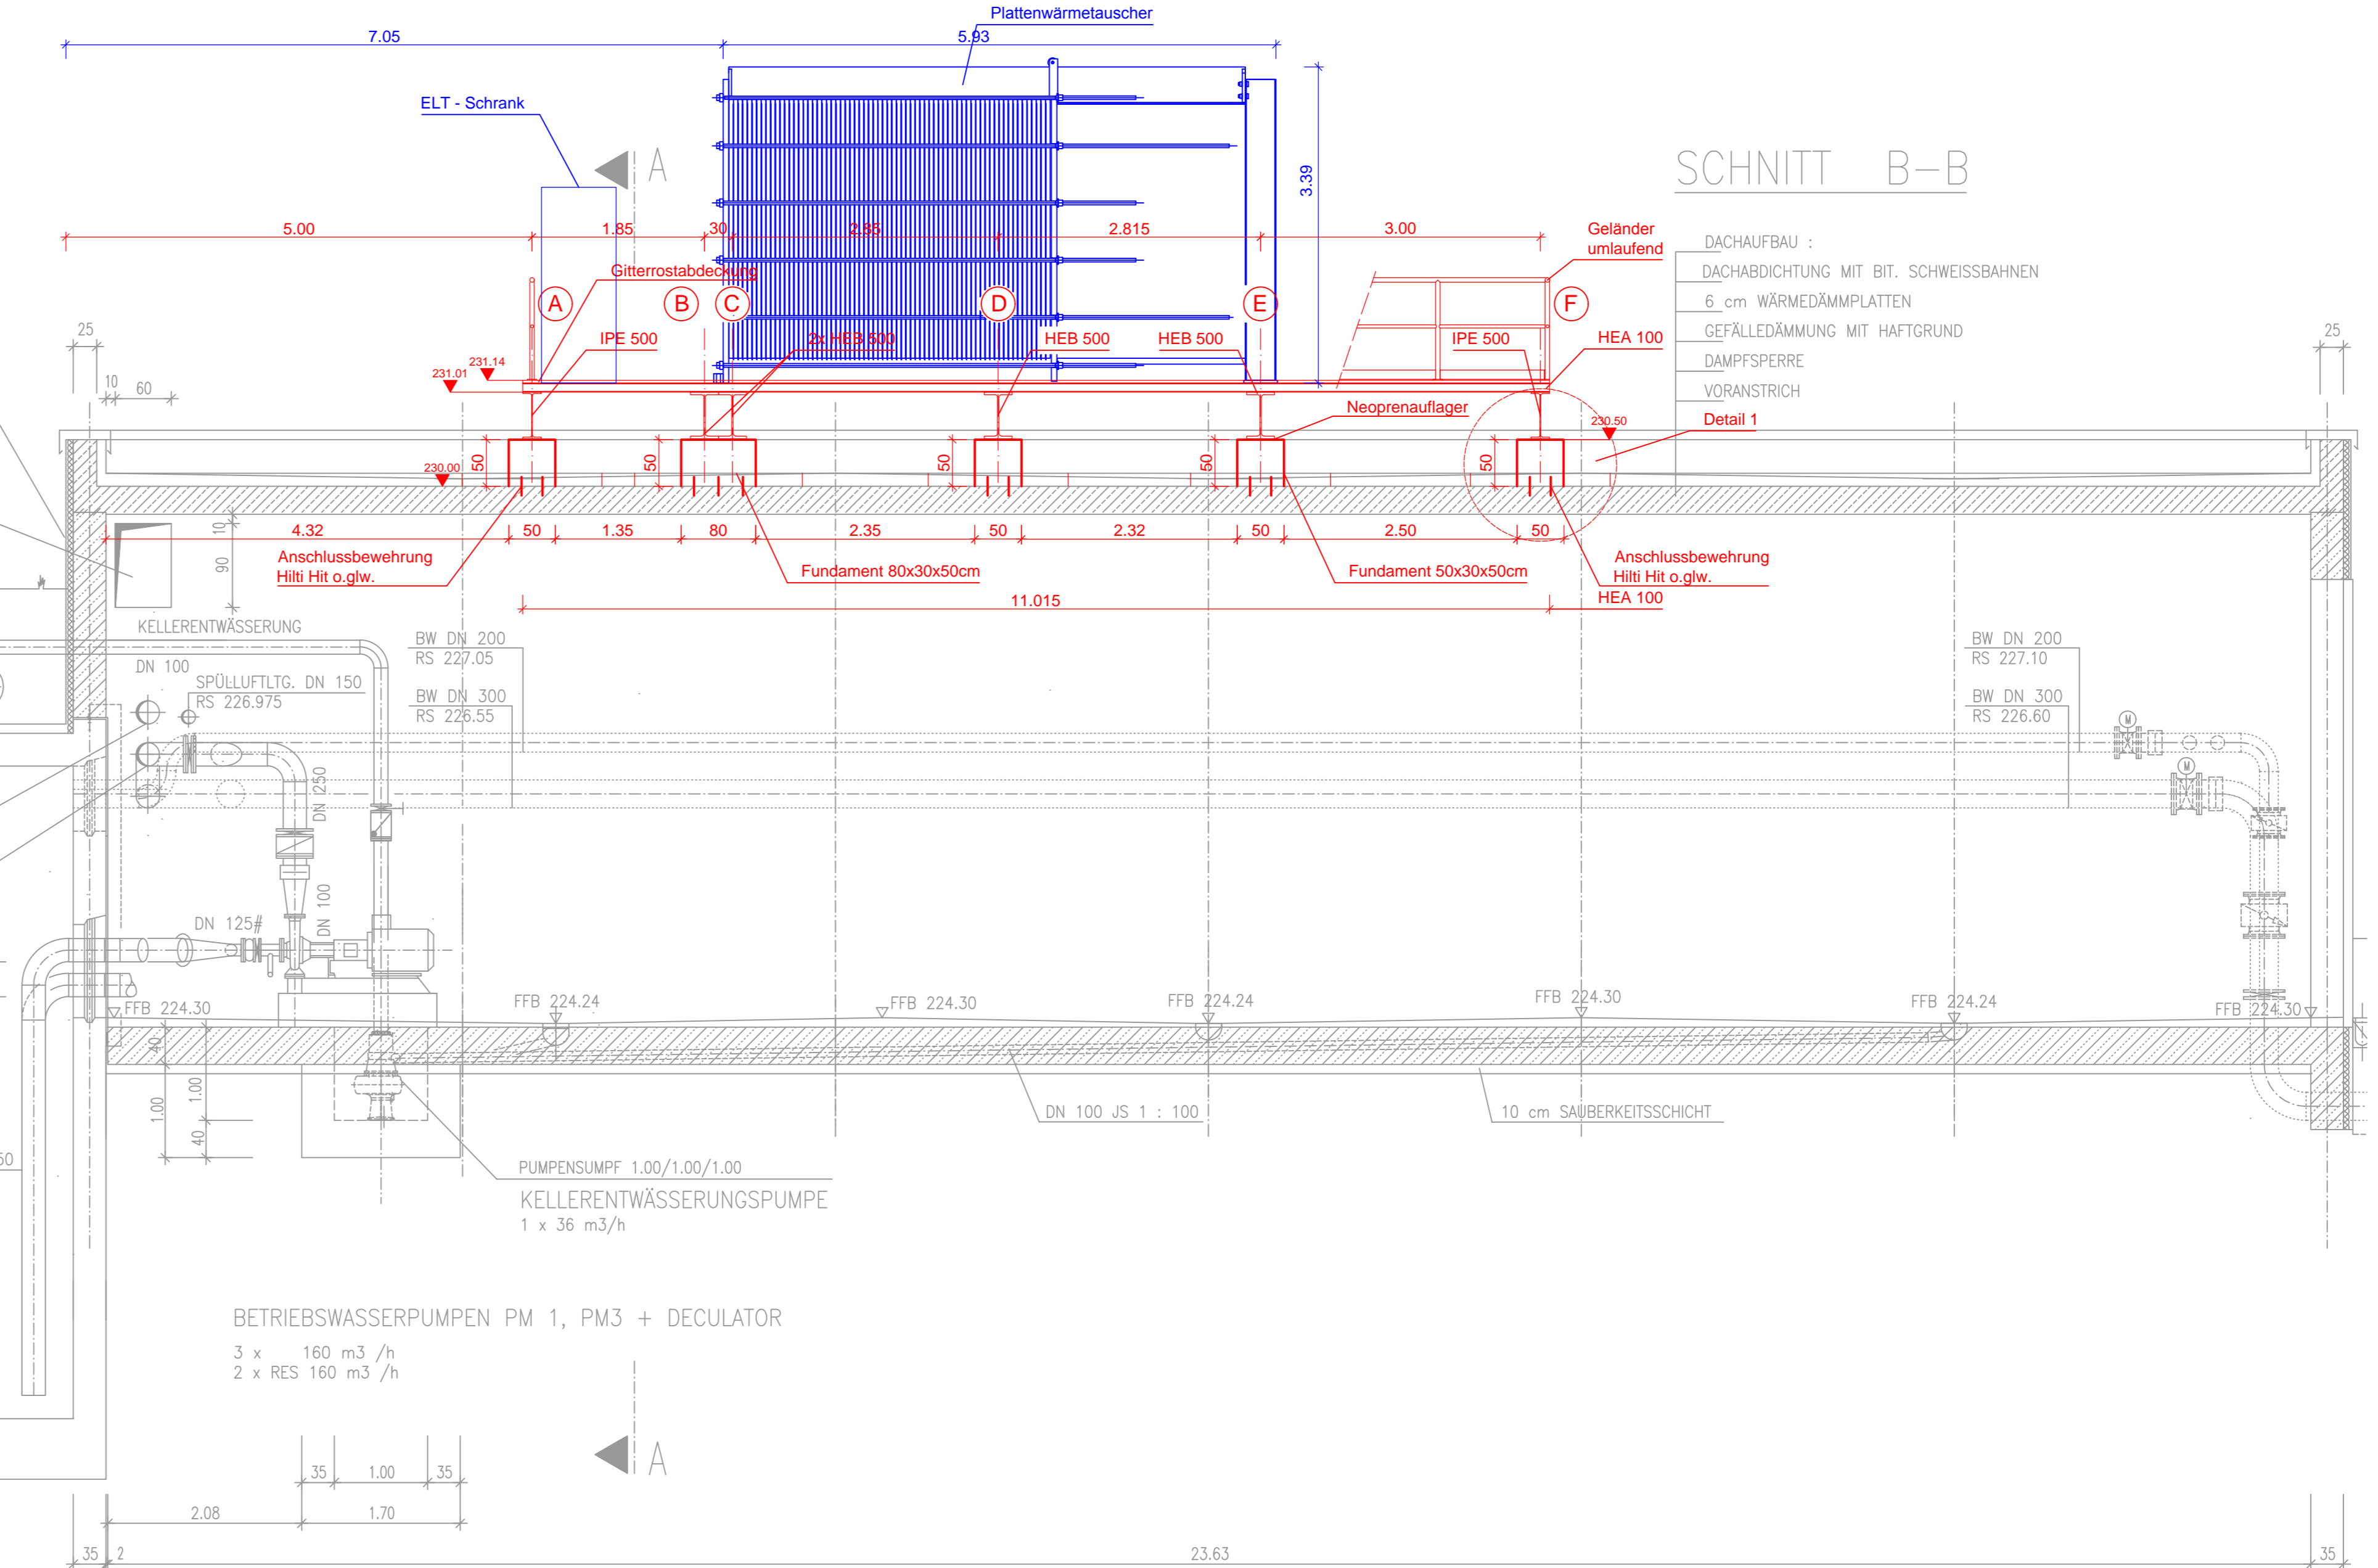 Plattenwärmetauscher
7.05
5.93
ELT - Schrank
A
3.39
SCHNITT B–B
5.00
1.85
30
2.85
2.815
3.00
Geländer
umlaufend
DACHAUFBAU :
DACHABDICHTUNG MIT BIT. SCHWEISSBAHNEN
6 cm WÄRMEDÄMMPLATTEN
GEFÄLLEDÄMMUNG MIT HAFTGRUND
DAMPFSPERRE
VORANSTRICH
Gitterrostabdeckung
A
B
C
D
E
F
25
IPE 500
2x HEB 500
HEB 500
HEB 500
IPE 500
HEA 100
25
231.14
231.01
10
60
Neoprenauflager
Detail 1
230.50
230.00
50
50
50
50
50
4.32
50
1.35
80
2.35
50
2.32
50
2.50
50
10
90
Anschlussbewehrung
Hilti Hit o.glw.
Fundament 80x30x50cm
Fundament 50x30x50cm
Anschlussbewehrung
Hilti Hit o.glw.
11.015
HEA 100
KELLERENTWÄSSERUNG
DN 100
SPÜLLUFTLTG. DN 150
RS 226.975
BW DN 200
RS 227.05
BW DN 300
RS 226.55
BW DN 200
RS 227.10
BW DN 300
RS 226.60
M
M
DN 250
DN 100
DN 125#
FFB 224.30
FFB 224.24
FFB 224.30
FFB 224.24
FFB 224.30
FFB 224.24
FFB 224.30
40
1.00
1.00
40
DN 100 JS 1 : 100
10 cm SAUBERKEITSSCHICHT
50
PUMPENSUMPF 1.00/1.00/1.00
KELLERENTWÄSSERUNGSPUMPE
1 x 36 m3/h
BETRIEBSWASSERPUMPEN PM 1, PM3 + DECULATOR
3 x 160 m3 /h
2 x RES 160 m3 /h
A
35
1.00
35
2.08
1.70
35
2
23.63
35